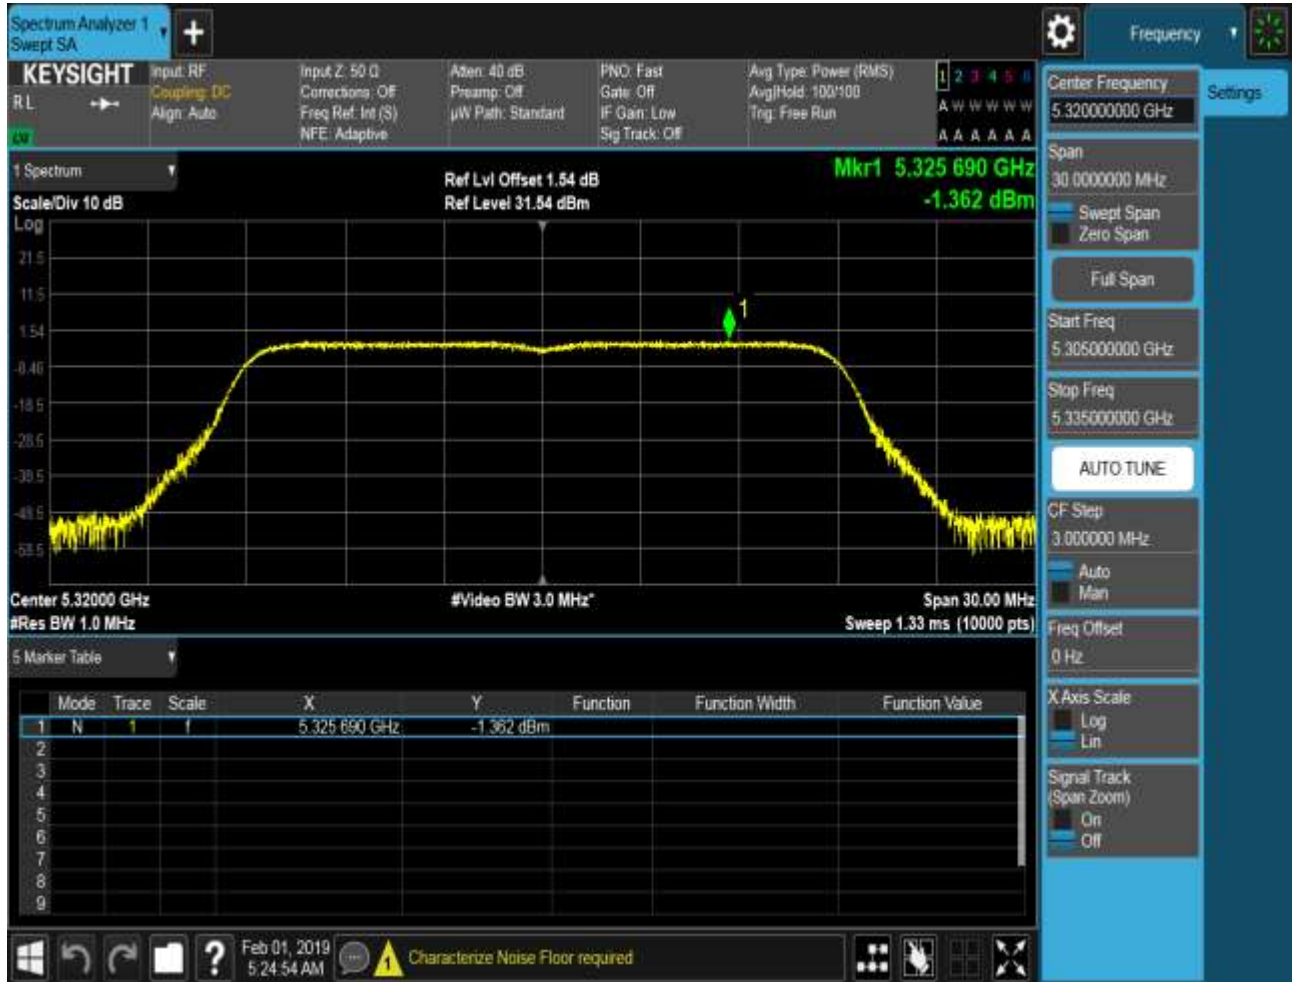 Spectrum Analyzer 1
Swept SA
+
Frequency
KEYSIGHT
R L
Input: RF
Coupling: DC
Align: Auto
Input Z: 50 Ω
Corrections: Off
Freq Ref: Int (S)
NFE: Adaptive
Atten: 40 dB
Preamp: Off
µW Path: Standard
PNO: Fast
Gate: Off
IF Gain: Low
Sig Track: Off
Avg Type: Power (RMS)
Avg|Hold: 100/100
Trig: Free Run
1 2 3 4 5 6
A W W W W W
A A A A A A
1 Spectrum
Scale/Div 10 dB
Ref Lvl Offset 1.54 dB
Ref Level 31.54 dBm
Mkr1 5.325 690 GHz
-1.362 dBm
Log
21.5
11.5
1.54
-8.46
-18.5
-28.5
-38.5
-48.5
-58.5
1
Center 5.32000 GHz
#Res BW 1.0 MHz
#Video BW 3.0 MHz*
Span 30.00 MHz
Sweep 1.33 ms (10000 pts)
5 Marker Table
Mode Trace Scale X Y Function Function Width Function Value
1 N 1 f 5.325 690 GHz -1.362 dBm
2
3
4
5
6
7
8
9
Feb 01, 2019
5:24:54 AM
?
1
Characterize Noise Floor required
Settings
Center Frequency
5.320000000 GHz
Span
30.0000000 MHz
Swept Span
Zero Span
Full Span
Start Freq
5.305000000 GHz
Stop Freq
5.335000000 GHz
AUTO TUNE
CF Step
3.000000 MHz
Auto
Man
Freq Offset
0 Hz
X Axis Scale
Log
Lin
Signal Track
(Span Zoom)
On
Off